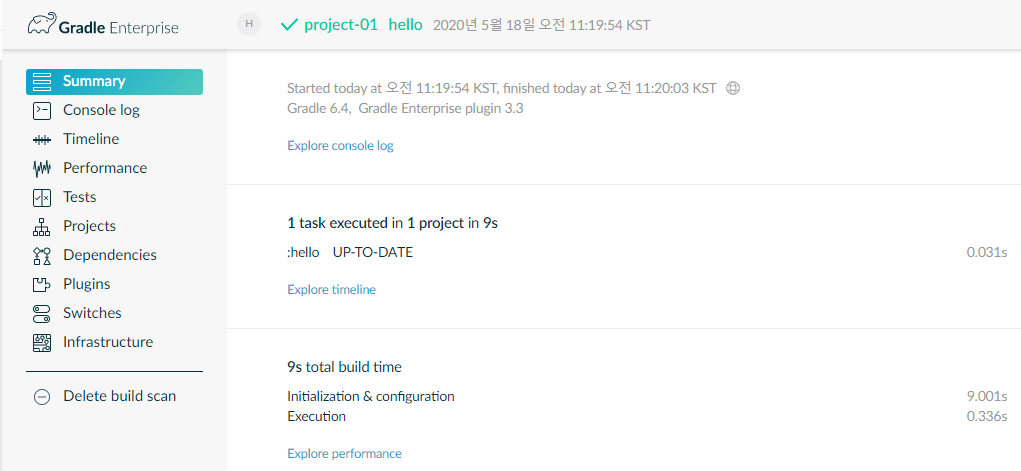 Gradle Enterprise
H project-01 hello 2020년 5월 18일 오전 11:19:54 KST
Summary
Console log
Timeline
Performance
Tests
Projects
Dependencies
Plugins
Switches
Infrastructure
Delete build scan
Started today at 오전 11:19:54 KST, finished today at 오전 11:20:03 KST
Gradle 6.4, Gradle Enterprise plugin 3.3
Explore console log
1 task executed in 1 project in 9s
:hello UP-TO-DATE 0.031s
Explore timeline
9s total build time
Initialization & configuration 9.001s
Execution 0.336s
Explore performance